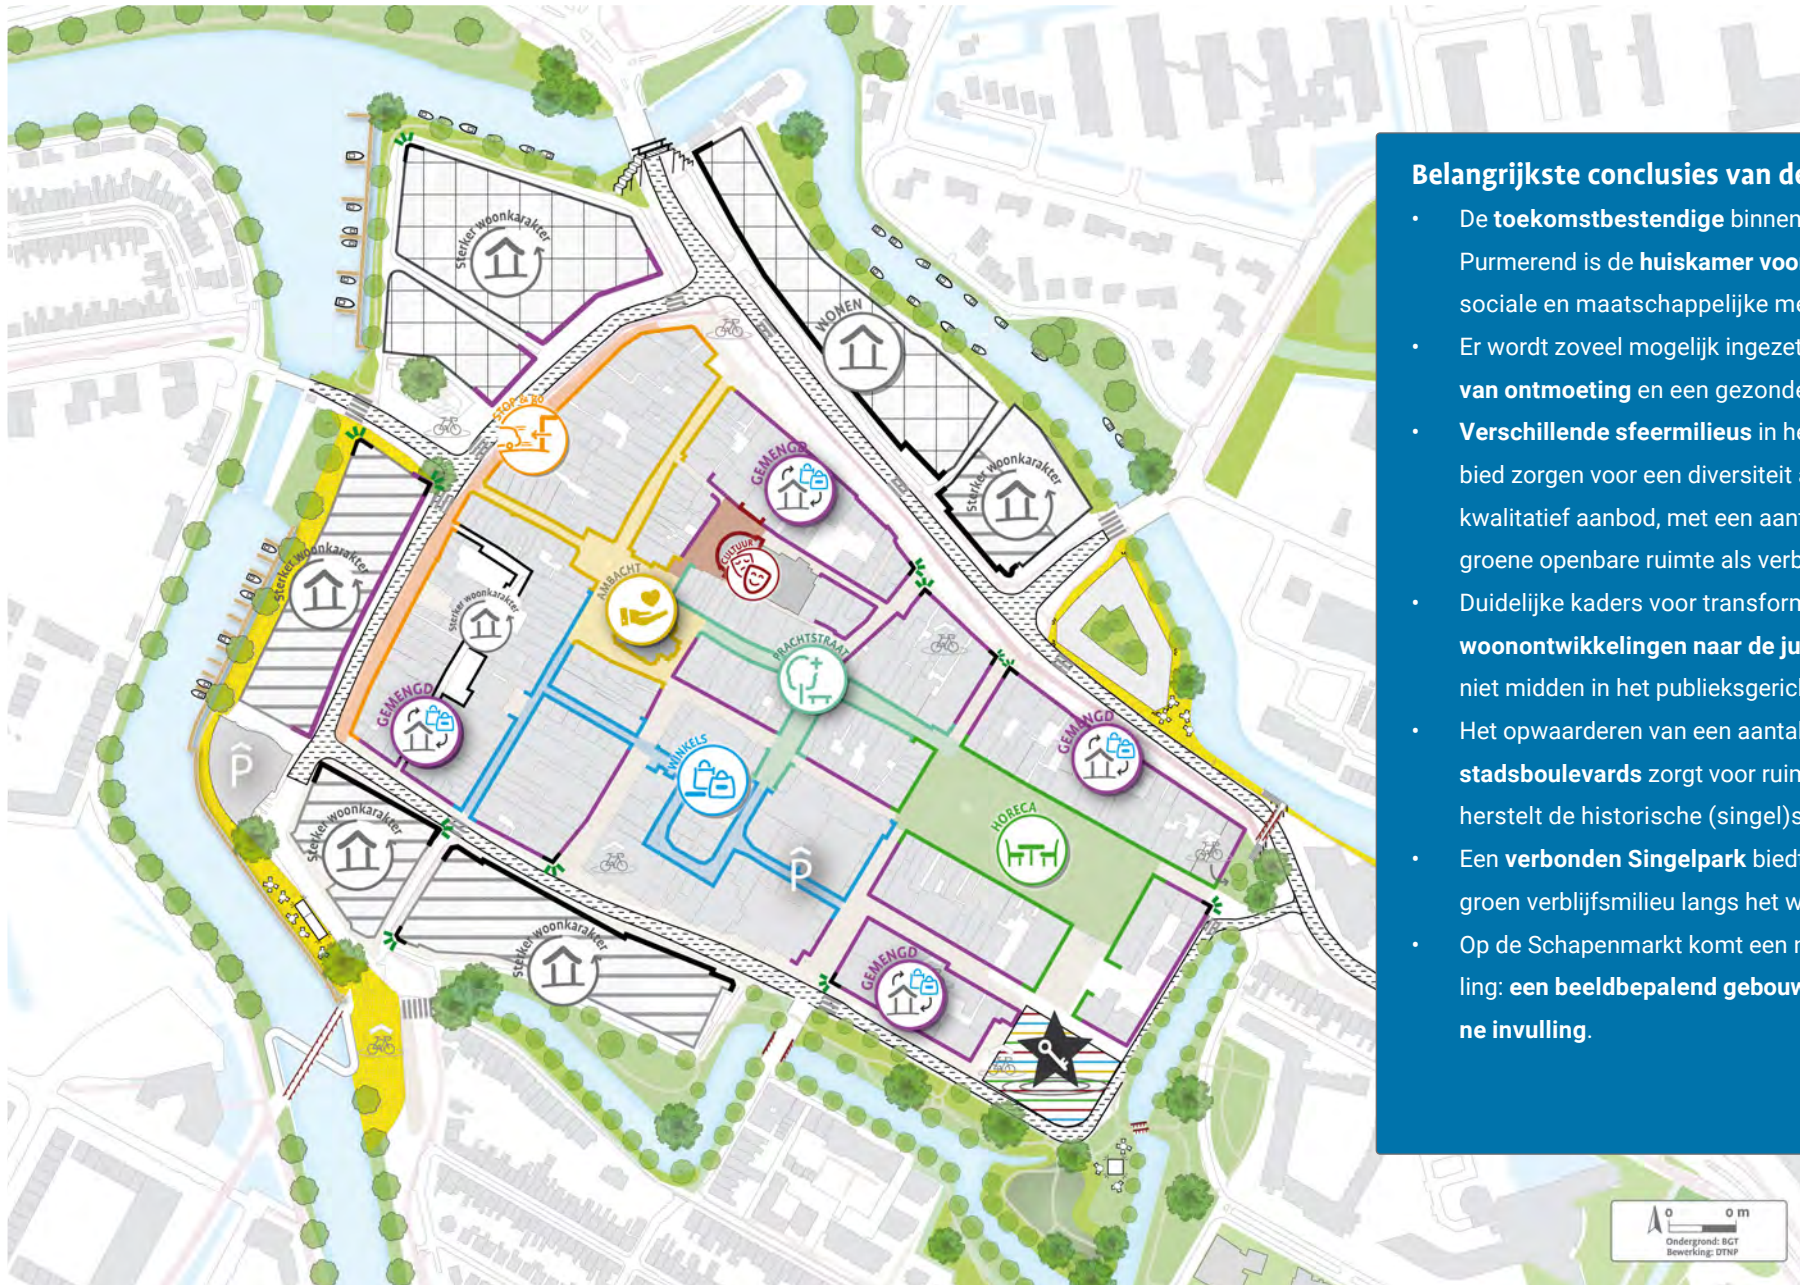 Sterker woonkarakter
WONEN
STOP & go
GEMENGD
Sterker woonkarakter
CULTUUR
Sterker woonkarakter
AMBACHT
Sterker woonkarakter
PRACHTSTRAAT
GEMENGD
GEMENGD
WINKELS
P
HORECA
Sterker woonkarakter
P
Sterker woonkarakter
GEMENGD
Belangrijkste conclusies van de
• De toekomstbestendige binnen
Purmerend is de huiskamer voor
sociale en maatschappelijke me
• Er wordt zoveel mogelijk ingezet
van ontmoeting en een gezonde
• Verschillende sfeermilieus in he
bied zorgen voor een diversiteit a
kwalitatief aanbod, met een aant
groene openbare ruimte als verb
• Duidelijke kaders voor transform
woonontwikkelingen naar de ju
niet midden in het publieksgerich
• Het opwaarderen van een aantal
stadsboulevards zorgt voor ruim
herstelt de historische (singel)s
• Een verbonden Singelpark biedt
groen verblijfsmilieu langs het w
• Op de Schapenmarkt komt een n
ling: een beeldbepalend gebouw
ne invulling.
0 0 m
Ondergrond: BGT
Bewerking: DTNP